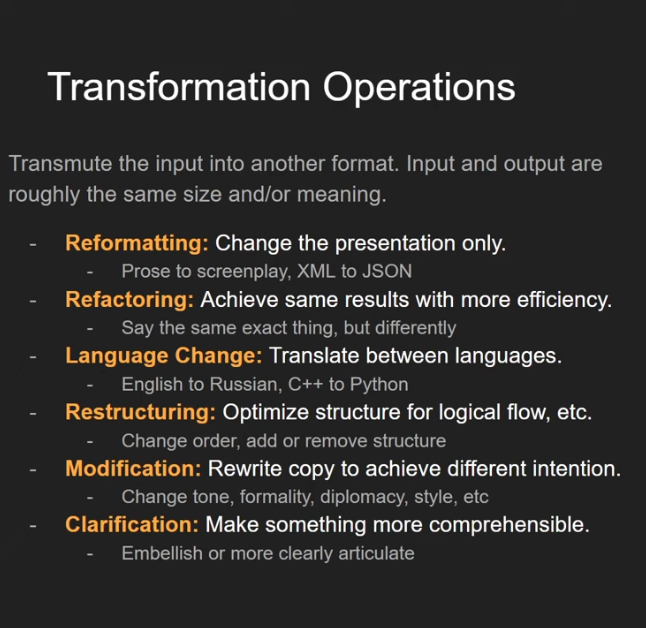 Transformation Operations
Transmute the input into another format. Input and output are
roughly the same size and/or meaning.
- Reformatting: Change the presentation only.
- Prose to screenplay, XML to JSON
- Refactoring: Achieve same results with more efficiency.
- Say the same exact thing, but differently
- Language Change: Translate between languages.
- English to Russian, C++ to Python
- Restructuring: Optimize structure for logical flow, etc.
- Change order, add or remove structure
- Modification: Rewrite copy to achieve different intention.
- Change tone, formality, diplomacy, style, etc
- Clarification: Make something more comprehensible.
- Embellish or more clearly articulate